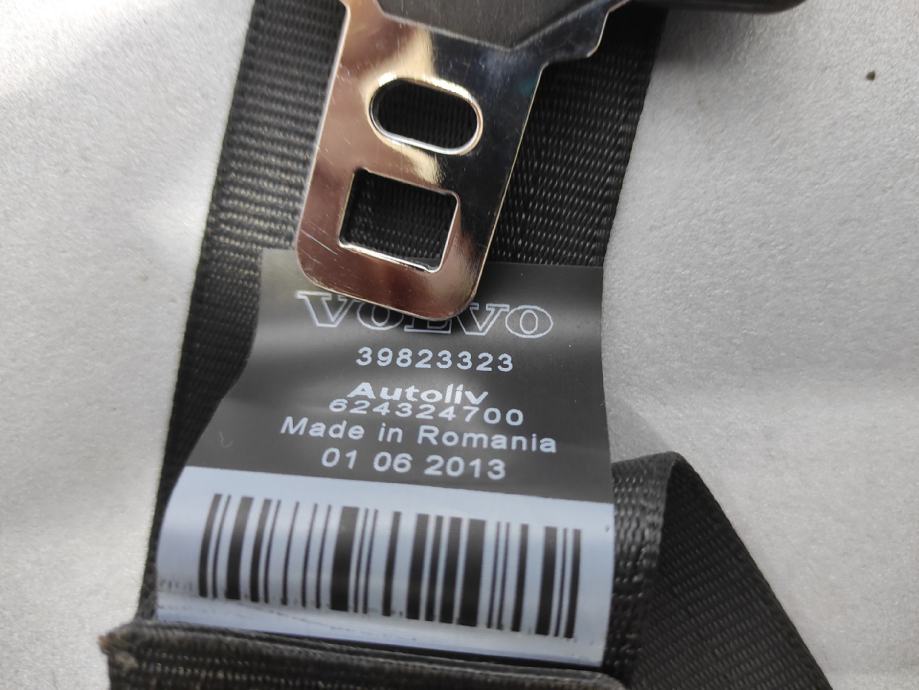 VOLVO
39823323
Autoliv
624324700
Made in Romania
01 06 2013